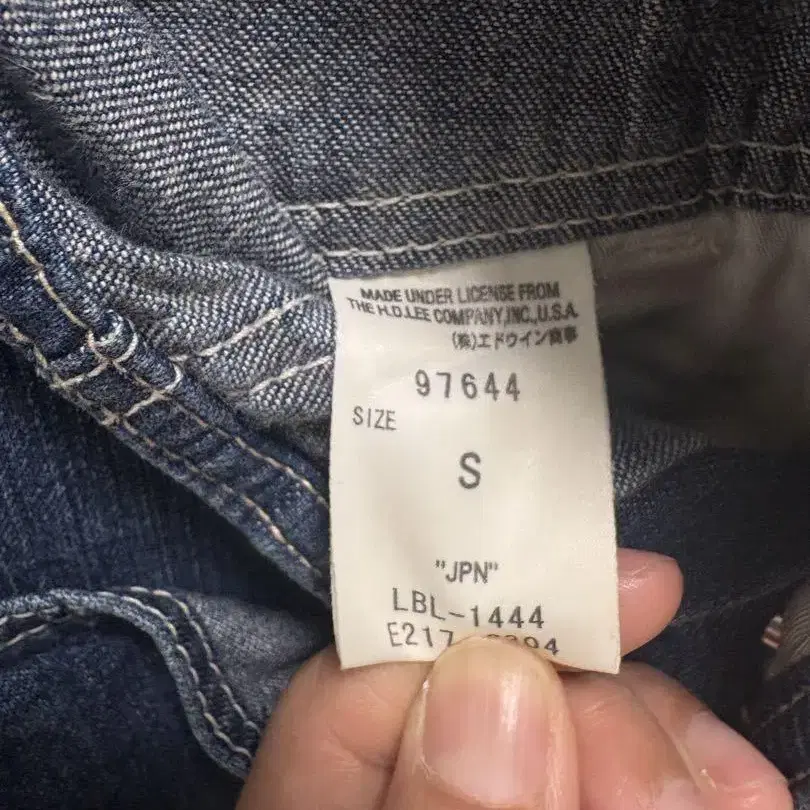 MADE UNDER LICENSE FROM
THE H.D.LEE COMPANY,INC.,U.S.A.
(株)エドウイン商事
97644
SIZE
S
"JPN"
LBL-1444
E217